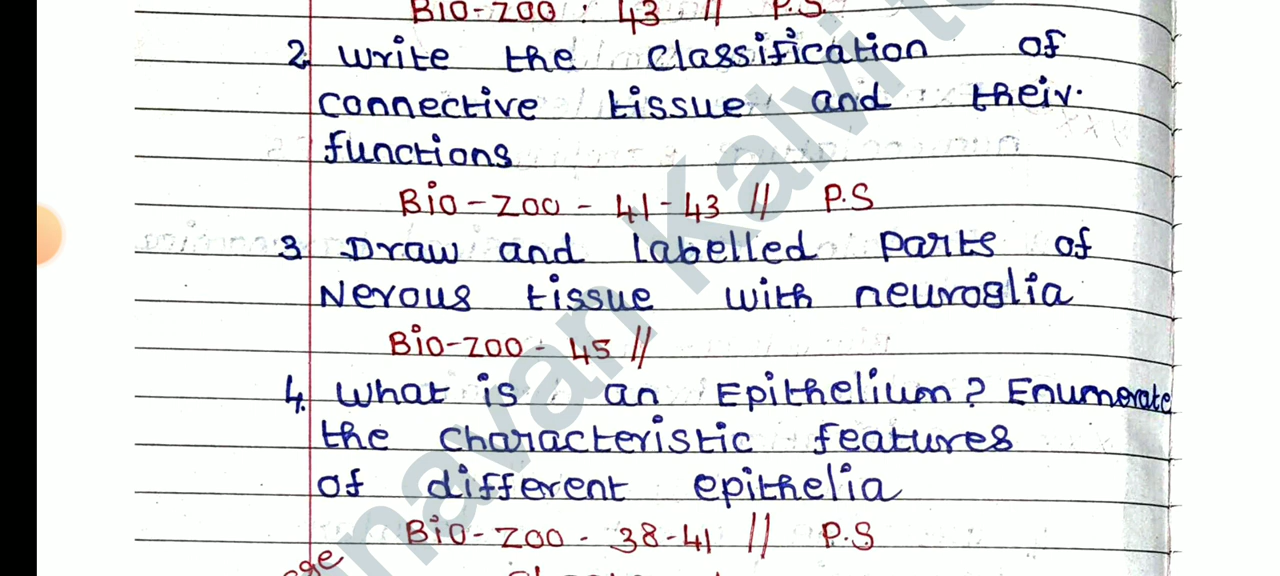 Bio-zoo : 43 // P.S.
2. Write the classification of
connective tissue and their
functions
Bio-zoo - 41-43 // P.S
3 Draw and labelled parts of
Nervous tissue with neuroglia
Bio-zoo - 45 //
4. What is an Epithelium? Enumerate
the characteristic features
of different epithelia
Bio-zoo - 38-41 // P.S